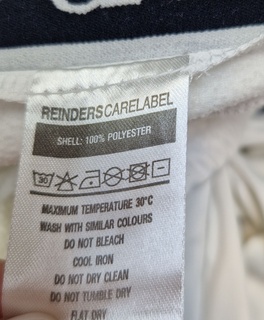 REINDERSCARELABEL
SHELL: 100% POLYESTER
30
MAXIMUM TEMPERATURE 30°C
WASH WITH SIMILAR COLOURS
DO NOT BLEACH
COOL IRON
DO NOT DRY CLEAN
DO NOT TUMBLE DRY
FLAT DRY